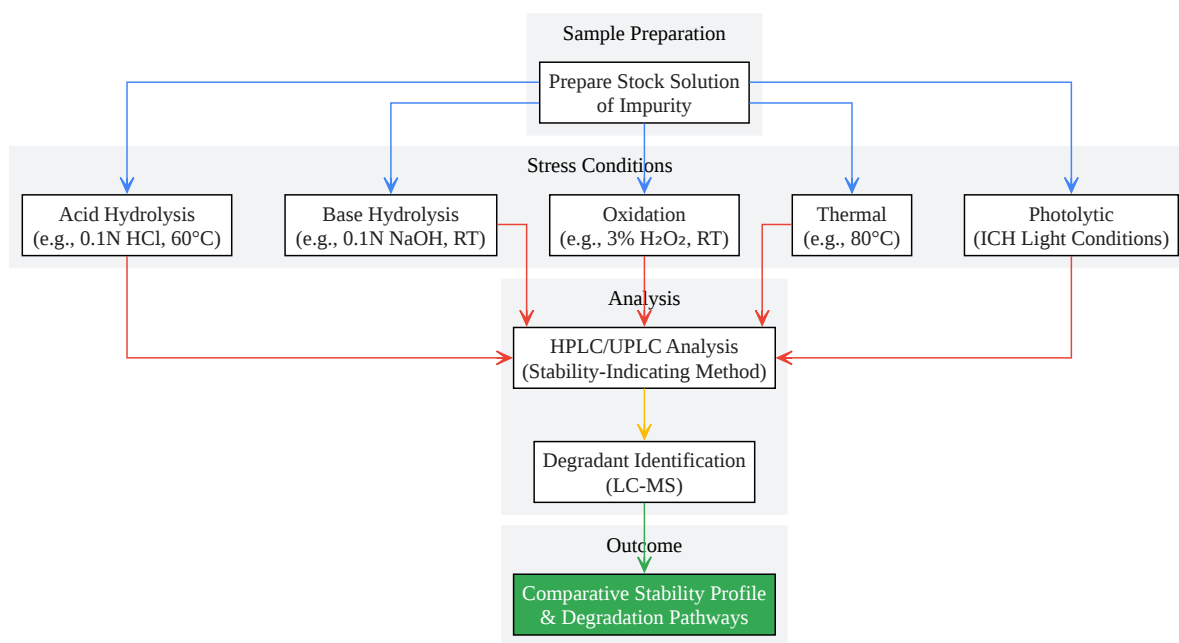 Sample Preparation
Prepare Stock Solution
of Impurity
Stress Conditions
Acid Hydrolysis
(e.g., 0.1N HCl, 60°C)
Base Hydrolysis
(e.g., 0.1N NaOH, RT)
Oxidation
(e.g., 3% H₂O₂, RT)
Thermal
(e.g., 80°C)
Photolytic
(ICH Light Conditions)
Analysis
HPLC/UPLC Analysis
(Stability-Indicating Method)
Degradant Identification
(LC-MS)
Outcome
Comparative Stability Profile
& Degradation Pathways